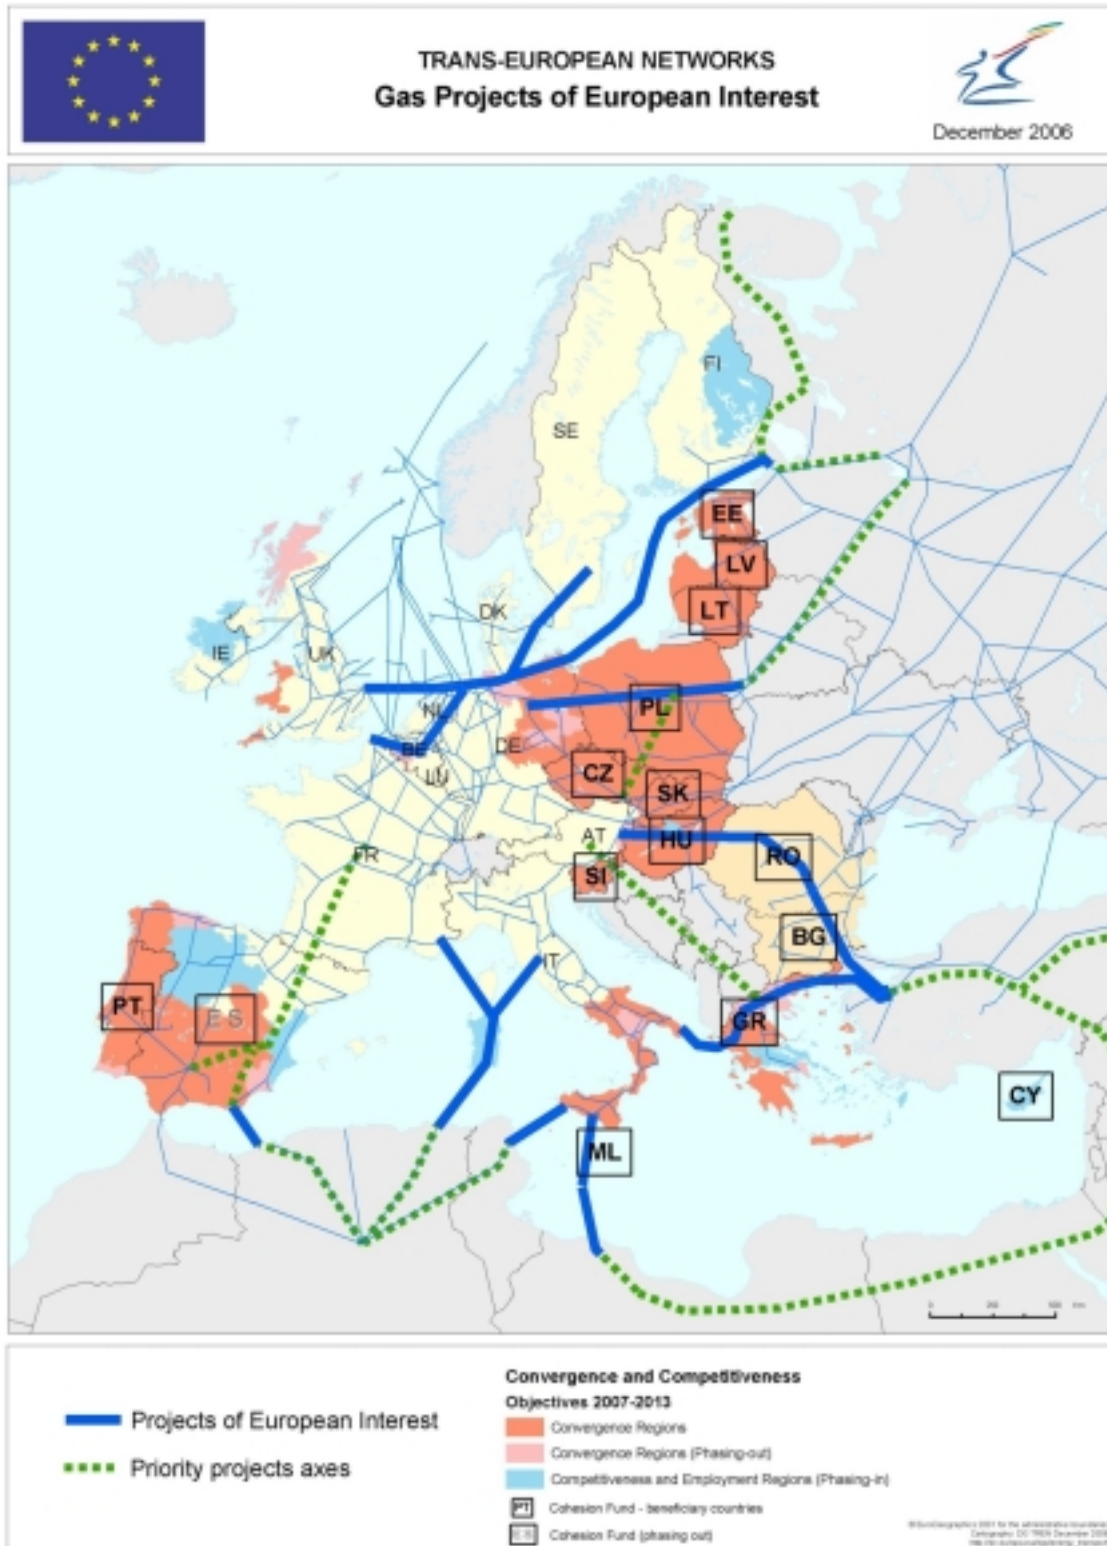 TRANS-EUROPEAN NETWORKS
Gas Projects of European Interest
December 2006
FI
SE
EE
LV
LT
DK
IE
UK
NL
PL
BE
DE
LU
CZ
SK
AT
HU
FR
RO
SI
BG
IT
PT
ES
GR
CY
ML
0
Projects of European Interest
Priority projects axes
Convergence and Competitiveness
Objectives 2007-2013
Convergence Regions
Convergence Regions (Phasing-out)
Competitiveness and Employment Regions (Phasing-in)
PT
Cohesion Fund - beneficiary countries
ES
Cohesion Fund (phasing out)